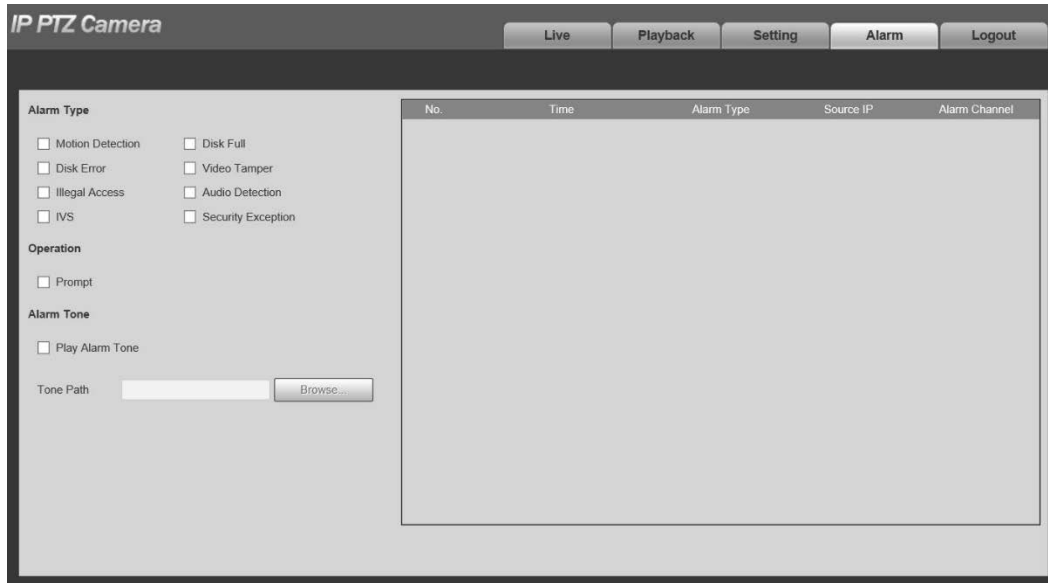 IP PTZ Camera
Live Playback Setting Alarm Logout
Alarm Type
Motion Detection Disk Full
Disk Error Video Tamper
Illegal Access Audio Detection
IVS Security Exception
Operation
Prompt
Alarm Tone
Play Alarm Tone
Tone Path Browse...
No. Time Alarm Type Source IP Alarm Channel